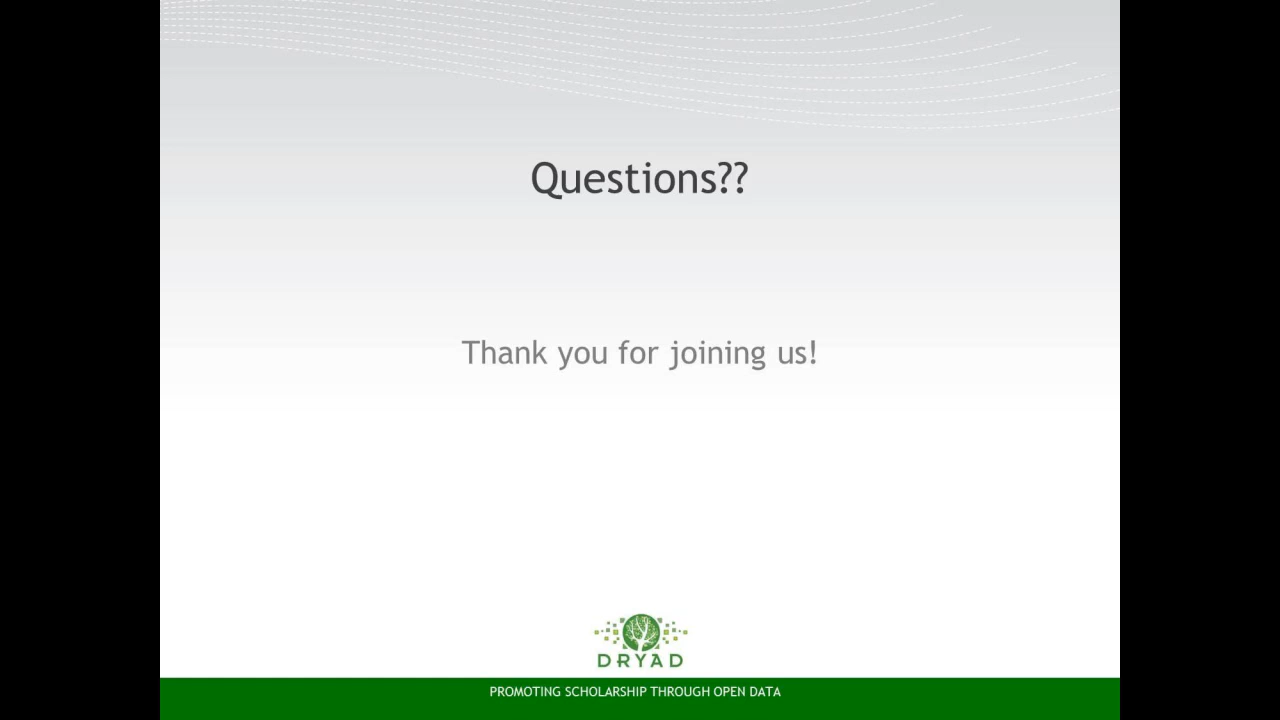 Questions??
Thank you for joining us!
DRYAD
PROMOTING SCHOLARSHIP THROUGH OPEN DATA